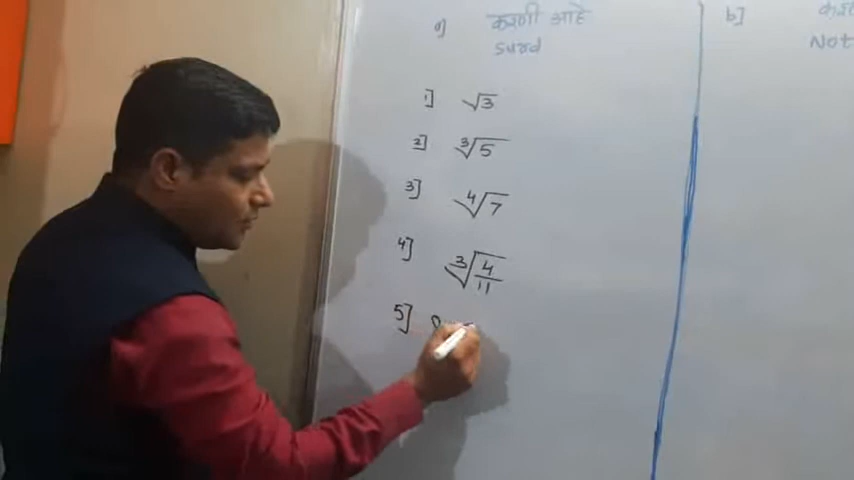 a) करणी आहे
Surd
1] √3
2] ∛5
3] ∜7
4] ∛(4/11)
5]
b]
Not